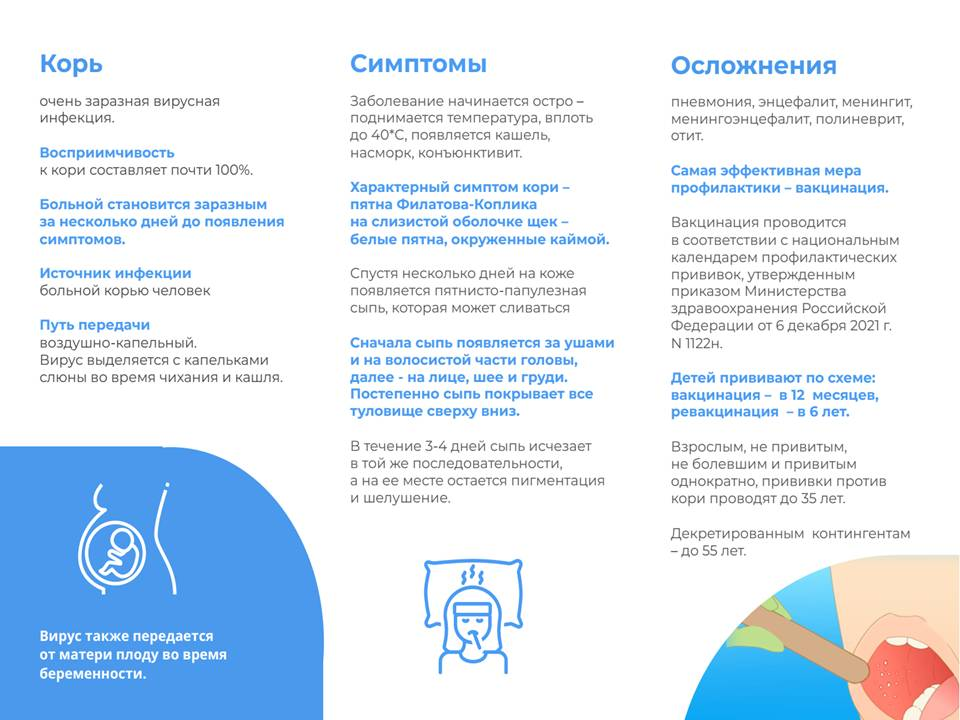 Корь
очень заразная вирусная
инфекция.
Восприимчивость
к кори составляет почти 100%.
Больной становится заразным
за несколько дней до появления
симптомов.
Источник инфекции
больной корью человек
Путь передачи
воздушно-капельный.
Вирус выделяется с капельками
слюны во время чихания и кашля.
Вирус также передается
от матери плоду во время
беременности.
Симптомы
Заболевание начинается остро –
поднимается температура, вплоть
до 40*С, появляется кашель,
насморк, конъюнктивит.
Характерный симптом кори –
пятна Филатова-Коплика
на слизистой оболочке щек –
белые пятна, окруженные каймой.
Спустя несколько дней на коже
появляется пятнисто-папулезная
сыпь, которая может сливаться
Сначала сыпь появляется за ушами
и на волосистой части головы,
далее - на лице, шее и груди.
Постепенно сыпь покрывает все
туловище сверху вниз.
В течение 3-4 дней сыпь исчезает
в той же последовательности,
а на ее месте остается пигментация
и шелушение.
Осложнения
пневмония, энцефалит, менингит,
менингоэнцефалит, полиневрит,
отит.
Самая эффективная мера
профилактики – вакцинация.
Вакцинация проводится
в соответствии с национальным
календарем профилактических
прививок, утвержденным
приказом Министерства
здравоохранения Российской
Федерации от 6 декабря 2021 г.
N 1122н.
Детей прививают по схеме:
вакцинация – в 12 месяцев,
ревакцинация – в 6 лет.
Взрослым, не привитым,
не болевшим и привитым
однократно, прививки против
кори проводят до 35 лет.
Декретированным контингентам
– до 55 лет.